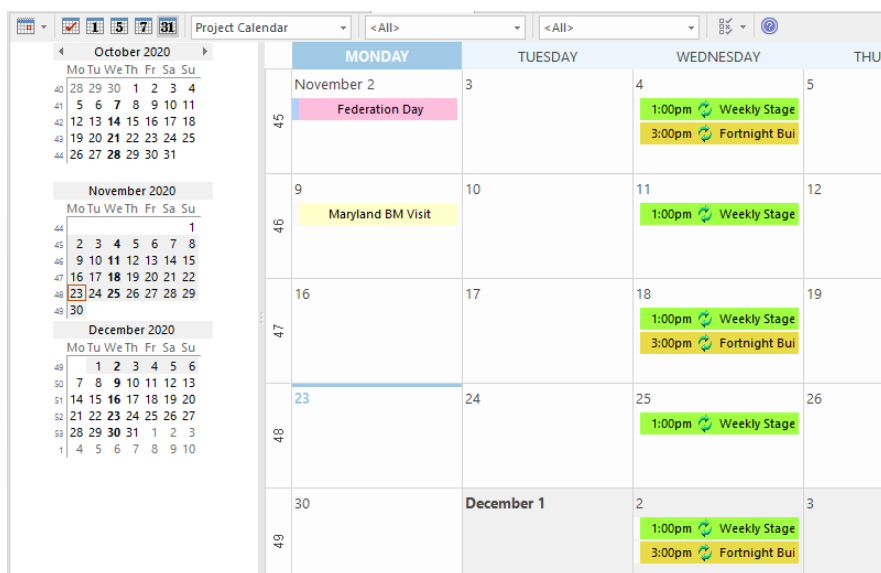 1 5 7 31 Project Calendar <All> <All>
October 2020
Mo Tu We Th Fr Sa Su
40 28 29 30 1 2 3 4
41 5 6 7 8 9 10 11
42 12 13 14 15 16 17 18
43 19 20 21 22 23 24 25
44 26 27 28 29 30 31
November 2020
Mo Tu We Th Fr Sa Su
44 1
45 2 3 4 5 6 7 8
46 9 10 11 12 13 14 15
47 16 17 18 19 20 21 22
48 23 24 25 26 27 28 29
49 30
December 2020
Mo Tu We Th Fr Sa Su
49 1 2 3 4 5 6
50 7 8 9 10 11 12 13
51 14 15 16 17 18 19 20
52 21 22 23 24 25 26 27
53 28 29 30 31 1 2 3
1 4 5 6 7 8 9 10
MONDAY TUESDAY WEDNESDAY THU
45
November 2 3 4 5
Federation Day 1:00pm Weekly Stage
3:00pm Fortnight Bui
46
9 10 11 12
Maryland BM Visit 1:00pm Weekly Stage
47
16 17 18 19
1:00pm Weekly Stage
3:00pm Fortnight Bui
48
23 24 25 26
1:00pm Weekly Stage
49
30 December 1 2 3
1:00pm Weekly Stage
3:00pm Fortnight Bui